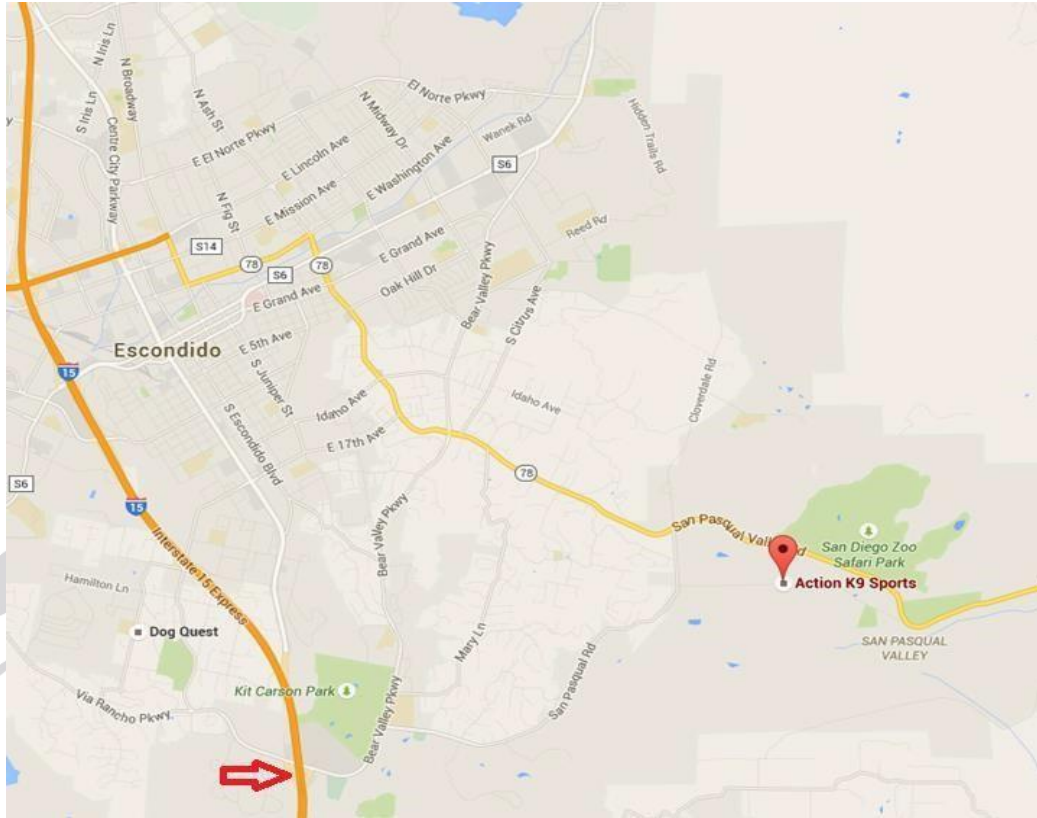 N Iris Ln
S Iris Ln
N Broadway
Centre City Parkway
N Ash St
N Midway Dr
El Norte Pkwy
Wanek Rd
Hidden Trails Rd
E El Norte Pkwy
E Lincoln Ave
E Washington Ave
S6
E Mission Ave
N Fig St
Reed Rd
S14
78
S6
78
E Grand Ave
Oak Hill Dr
Bear Valley Pkwy
S Citrus Ave
E Grand Ave
Escondido
E 5th Ave
15
S Juniper St
Idaho Ave
Idaho Ave
Cloverdale Rd
E 17th Ave
S Escondido Blvd
78
S6
15
Bear Valley Pkwy
San Pasqual Valley Rd
San Diego Zoo
Safari Park
Interstate 15 Express
Action K9 Sports
Hamilton Ln
Dog Quest
Mary Ln
San Pasqual Rd
SAN PASQUAL
VALLEY
Kit Carson Park
Via Rancho Pkwy
Bear Valley Pkwy